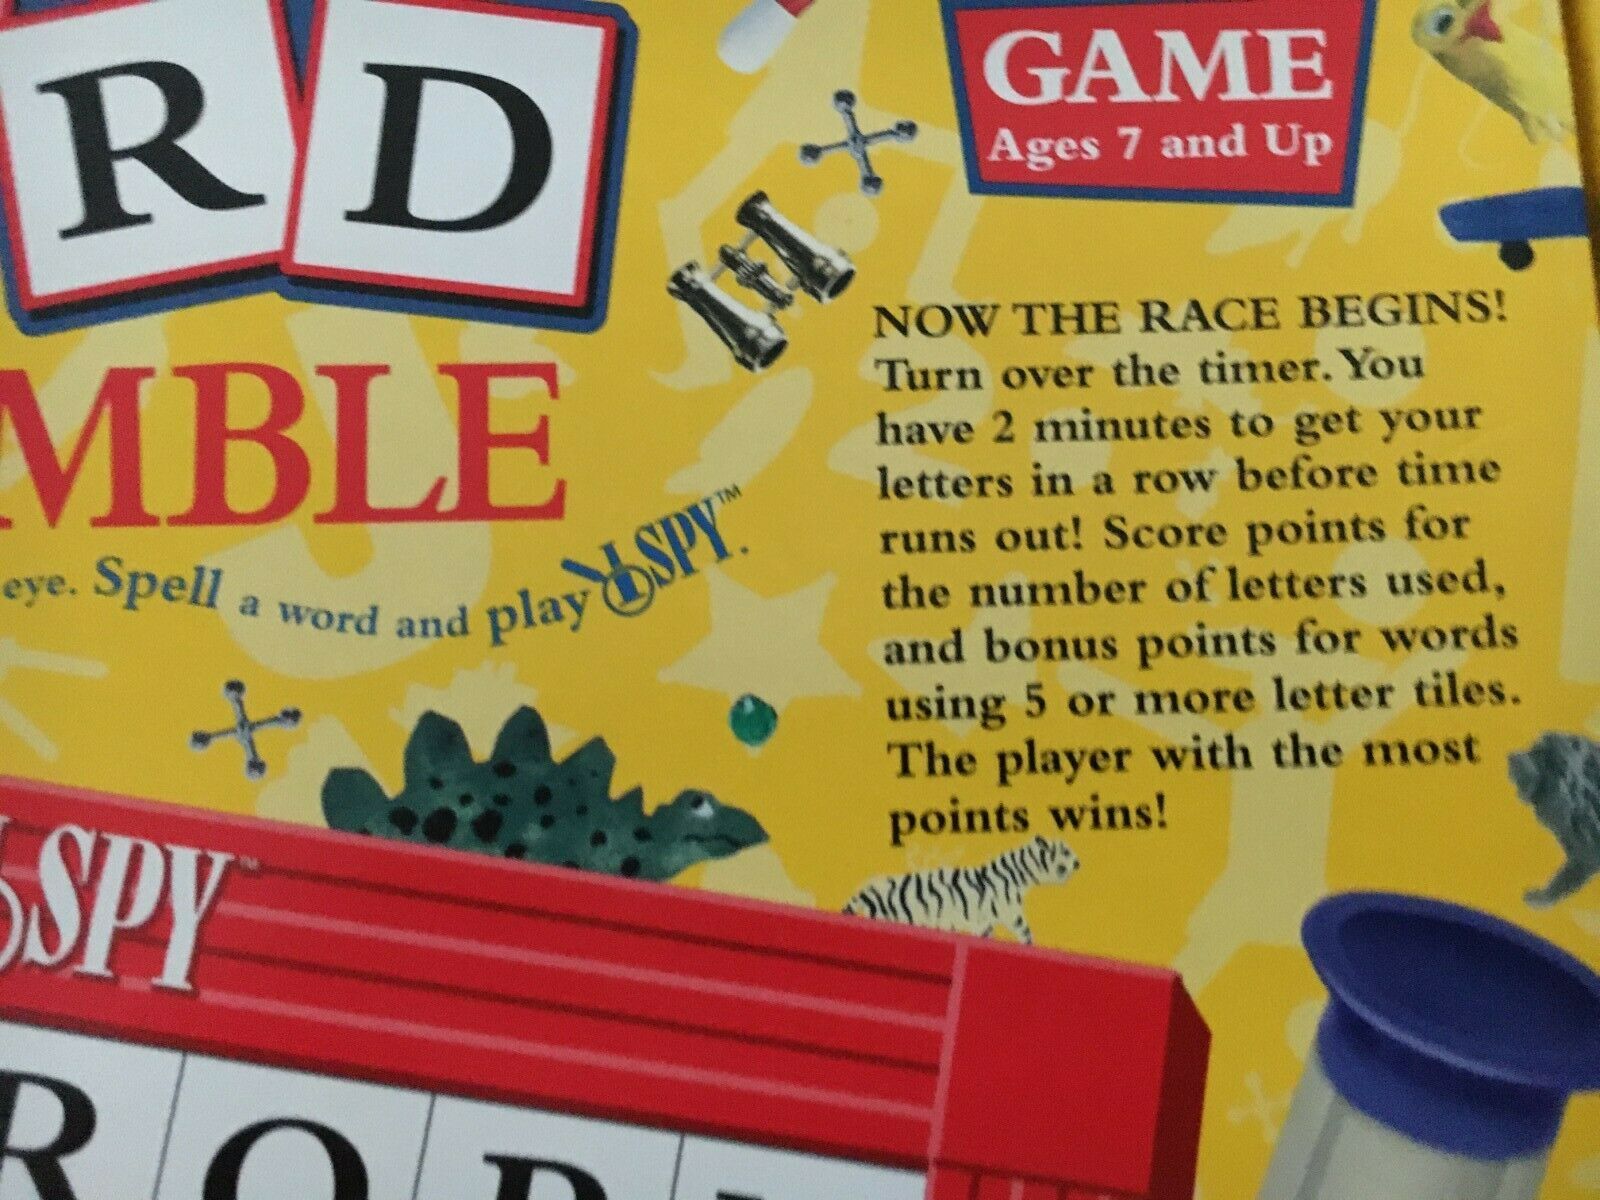 RD
GAME
Ages 7 and Up
MBLE
eye. Spell a word and play I SPY™.
NOW THE RACE BEGINS!
Turn over the timer. You
have 2 minutes to get your
letters in a row before time
runs out! Score points for
the number of letters used,
and bonus points for words
using 5 or more letter tiles.
The player with the most
points wins!
I SPY™
R O